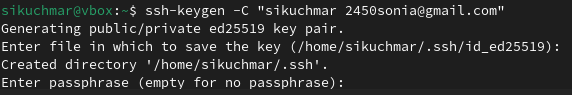 sikuchmar@vbox:~$ ssh-keygen -C "sikuchmar 2450sonia@gmail.com"
Generating public/private ed25519 key pair.
Enter file in which to save the key (/home/sikuchmar/.ssh/id_ed25519):
Created directory '/home/sikuchmar/.ssh'.
Enter passphrase (empty for no passphrase):